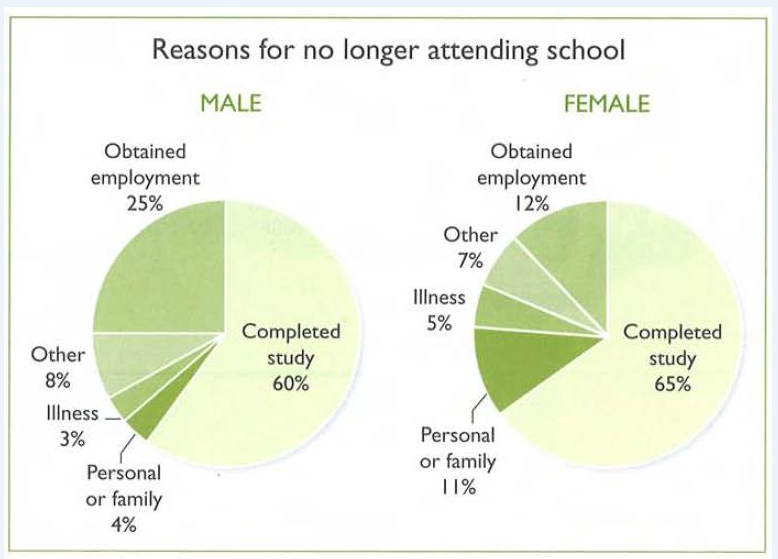 Reasons for no longer attending school
MALE
Obtained
employment
25%
Other
8%
Illness
3%
Personal
or family
4%
Completed
study
60%
FEMALE
Obtained
employment
12%
Other
7%
Illness
5%
Personal
or family
11%
Completed
study
65%